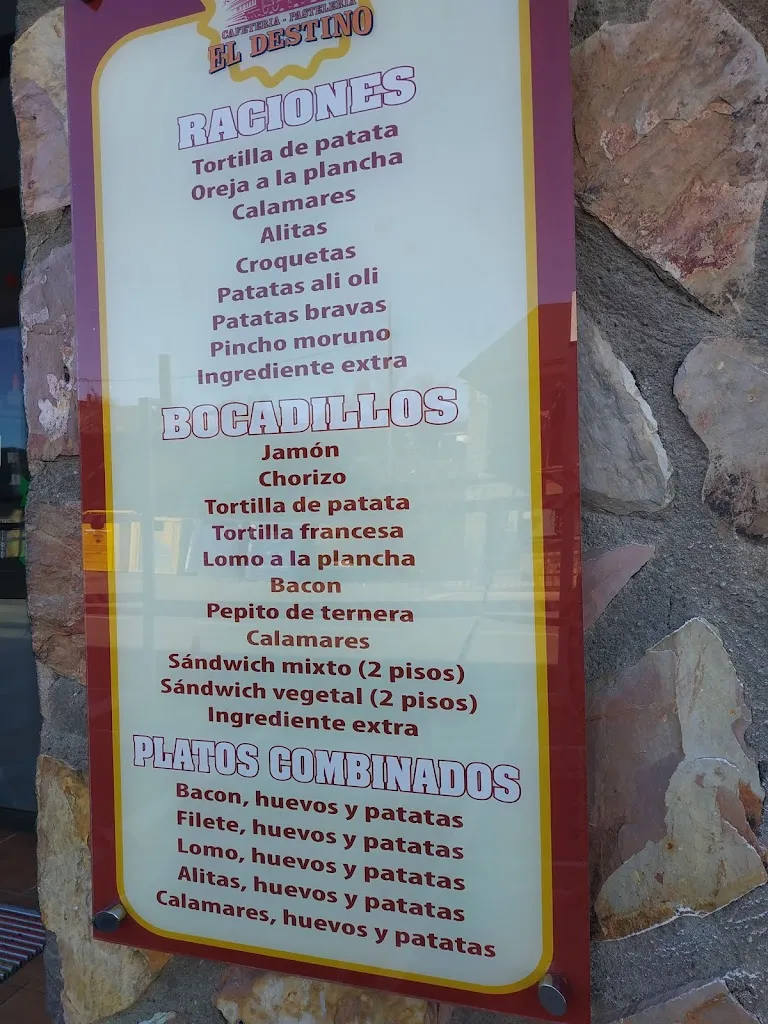 CAFETERIA - PASTELERIA
EL DESTINO
RACIONES
Tortilla de patata
Oreja a la plancha
Calamares
Alitas
Croquetas
Patatas ali oli
Patatas bravas
Pincho moruno
Ingrediente extra
BOCADILLOS
Jamón
Chorizo
Tortilla de patata
Tortilla francesa
Lomo a la plancha
Bacon
Pepito de ternera
Calamares
Sándwich mixto (2 pisos)
Sándwich vegetal (2 pisos)
Ingrediente extra
PLATOS COMBINADOS
Bacon, huevos y patatas
Filete, huevos y patatas
Lomo, huevos y patatas
Alitas, huevos y patatas
Calamares, huevos y patatas